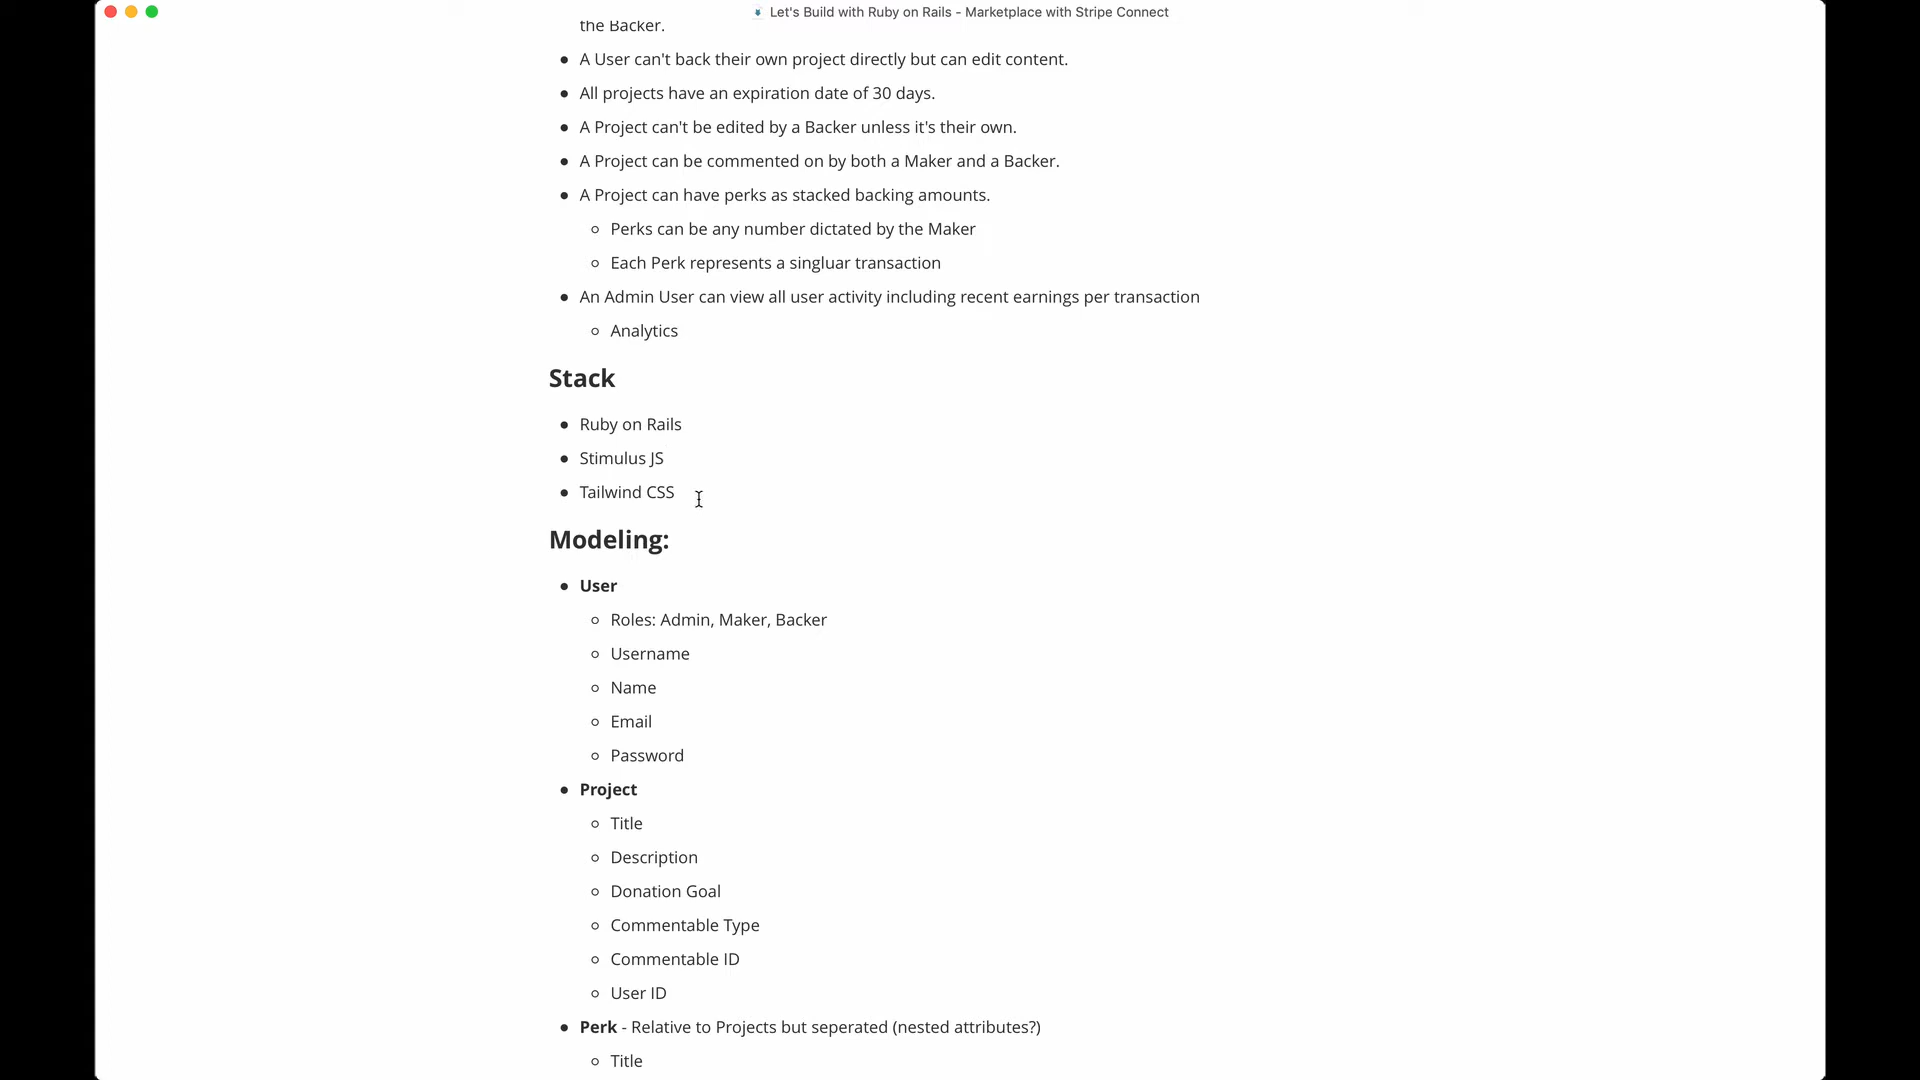 Let's Build with Ruby on Rails - Marketplace with Stripe Connect
the Backer.
A User can't back their own project directly but can edit content.
All projects have an expiration date of 30 days.
A Project can't be edited by a Backer unless it's their own.
A Project can be commented on by both a Maker and a Backer.
A Project can have perks as stacked backing amounts.
Perks can be any number dictated by the Maker
Each Perk represents a singluar transaction
An Admin User can view all user activity including recent earnings per transaction
Analytics
Stack
Ruby on Rails
Stimulus JS
Tailwind CSS
Modeling:
User
Roles: Admin, Maker, Backer
Username
Name
Email
Password
Project
Title
Description
Donation Goal
Commentable Type
Commentable ID
User ID
Perk - Relative to Projects but seperated (nested attributes?)
Title